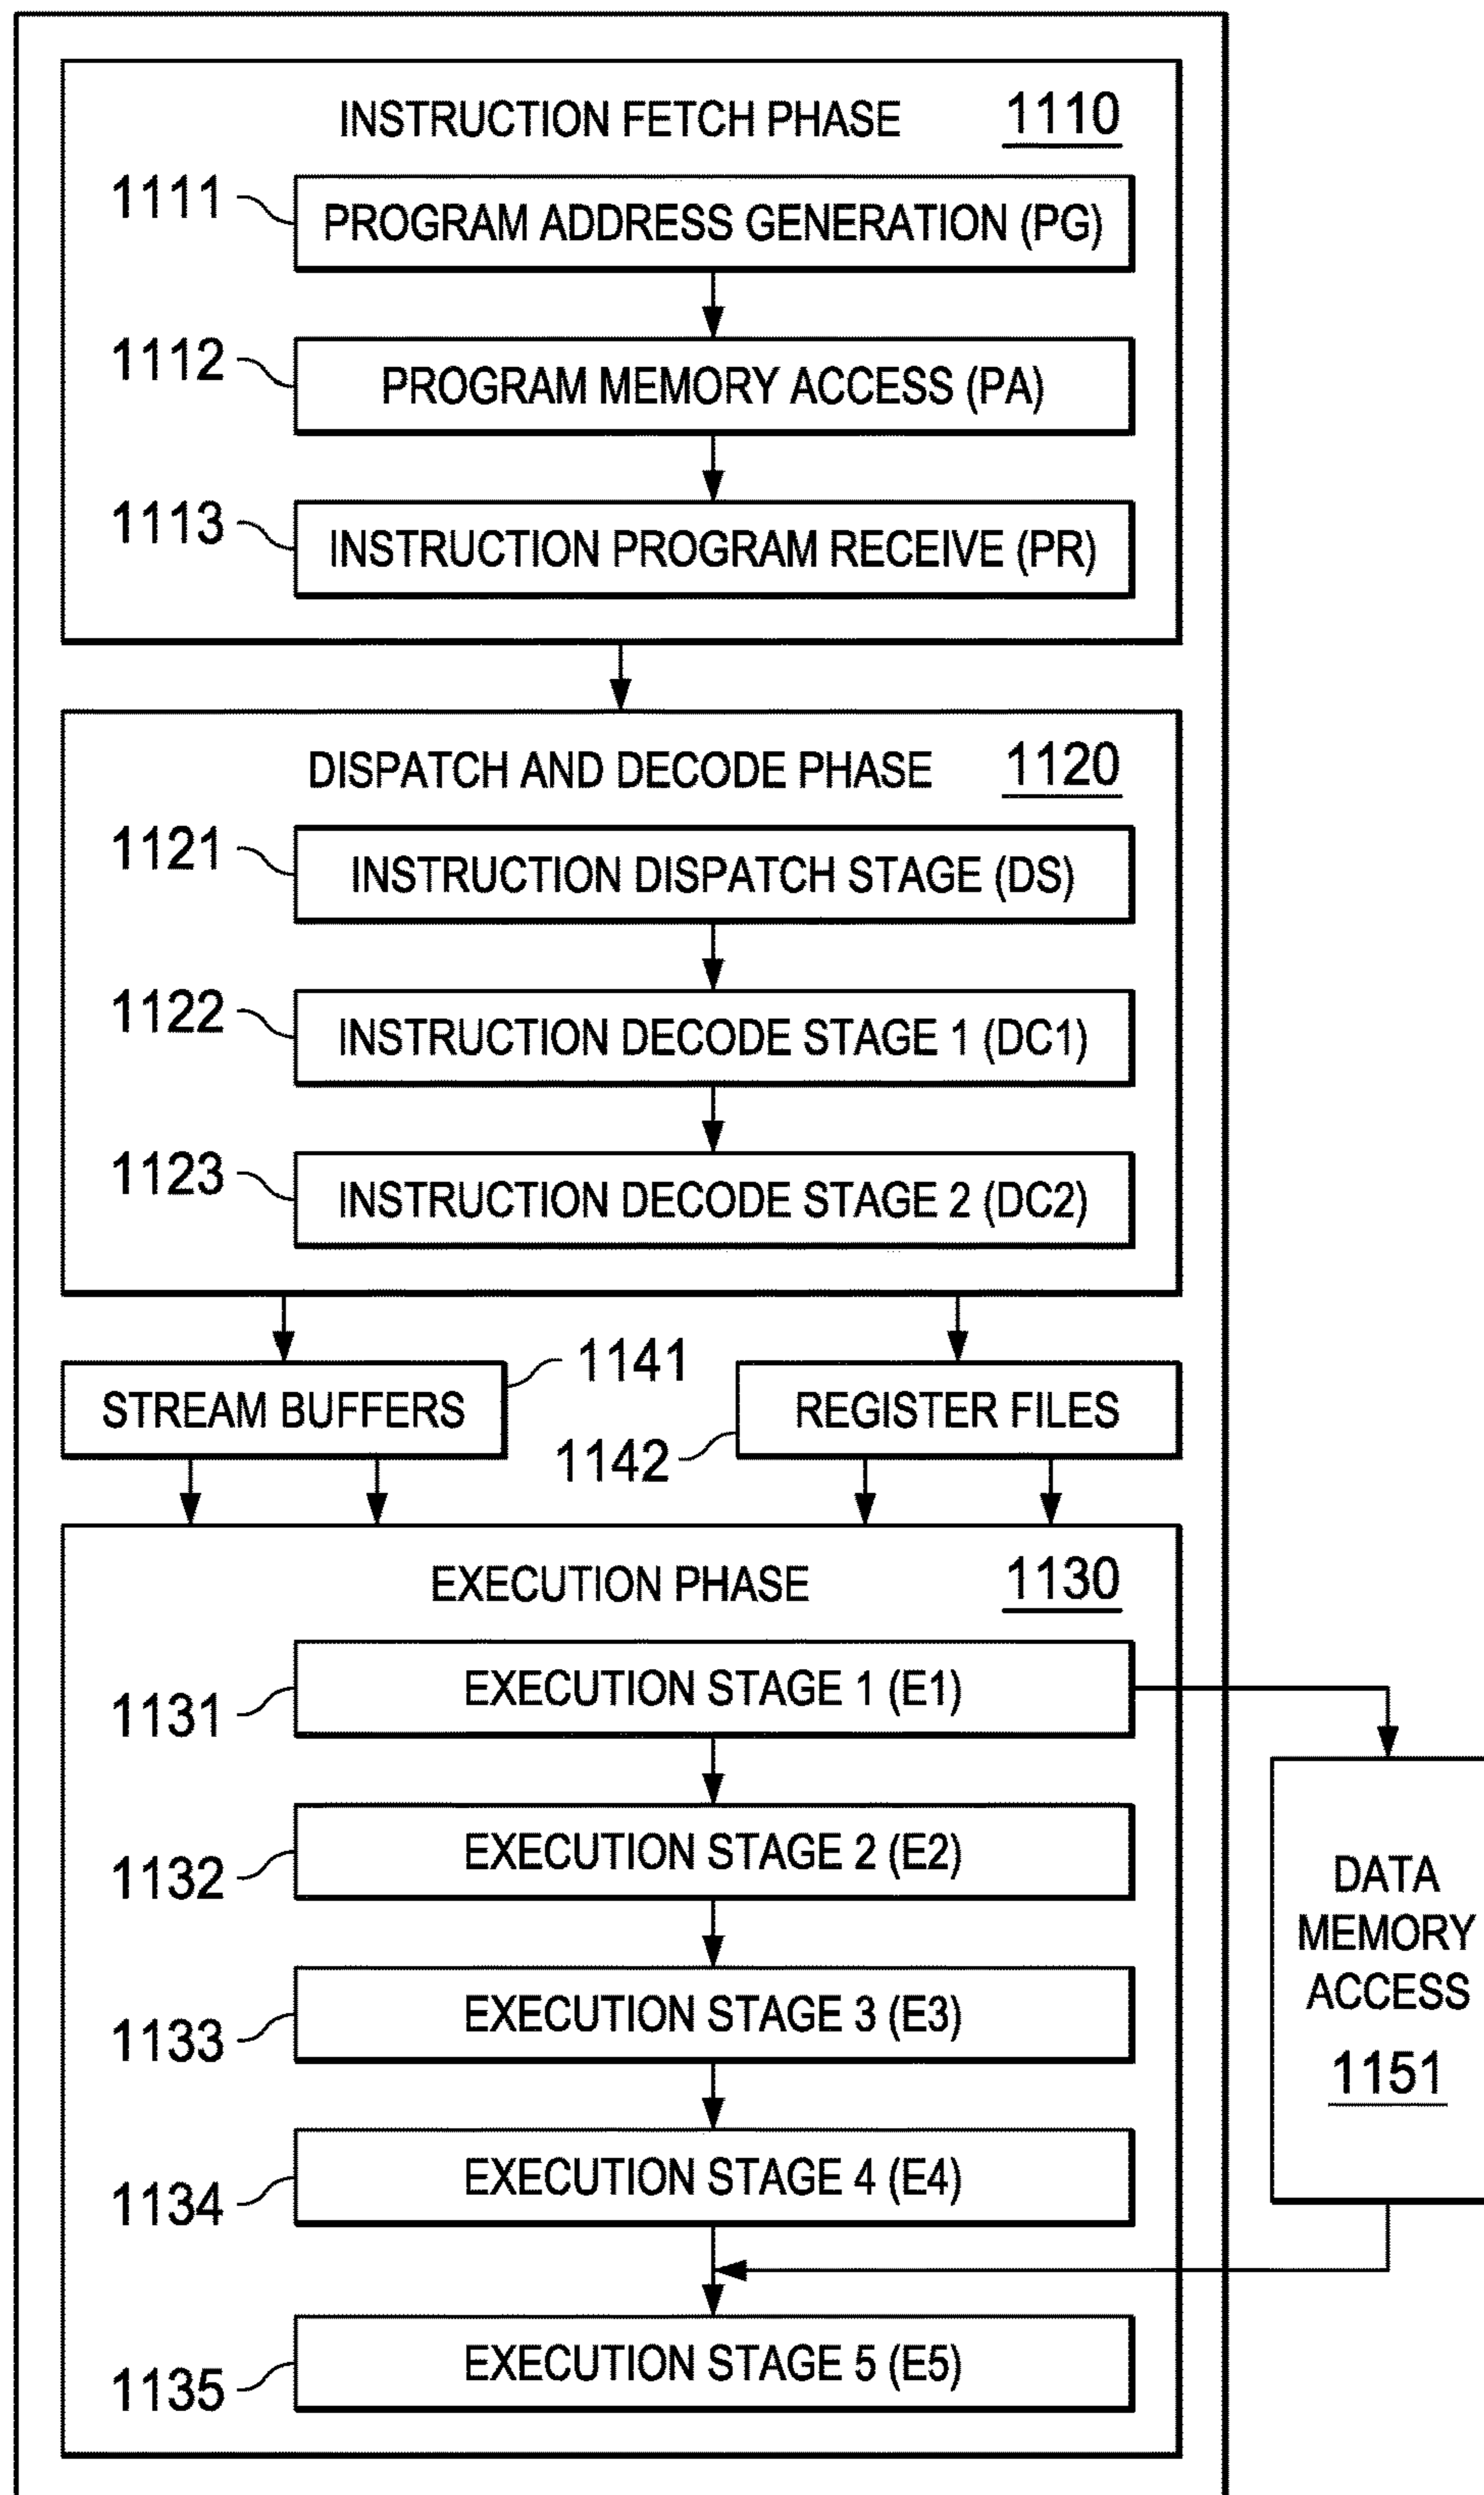 INSTRUCTION FETCH PHASE 1110
1111 PROGRAM ADDRESS GENERATION (PG)
1112 PROGRAM MEMORY ACCESS (PA)
1113 INSTRUCTION PROGRAM RECEIVE (PR)
DISPATCH AND DECODE PHASE 1120
1121 INSTRUCTION DISPATCH STAGE (DS)
1122 INSTRUCTION DECODE STAGE 1 (DC1)
1123 INSTRUCTION DECODE STAGE 2 (DC2)
STREAM BUFFERS 1141
1142 REGISTER FILES
EXECUTION PHASE 1130
1131 EXECUTION STAGE 1 (E1)
1132 EXECUTION STAGE 2 (E2)
1133 EXECUTION STAGE 3 (E3)
1134 EXECUTION STAGE 4 (E4)
1135 EXECUTION STAGE 5 (E5)
DATA
MEMORY
ACCESS
1151